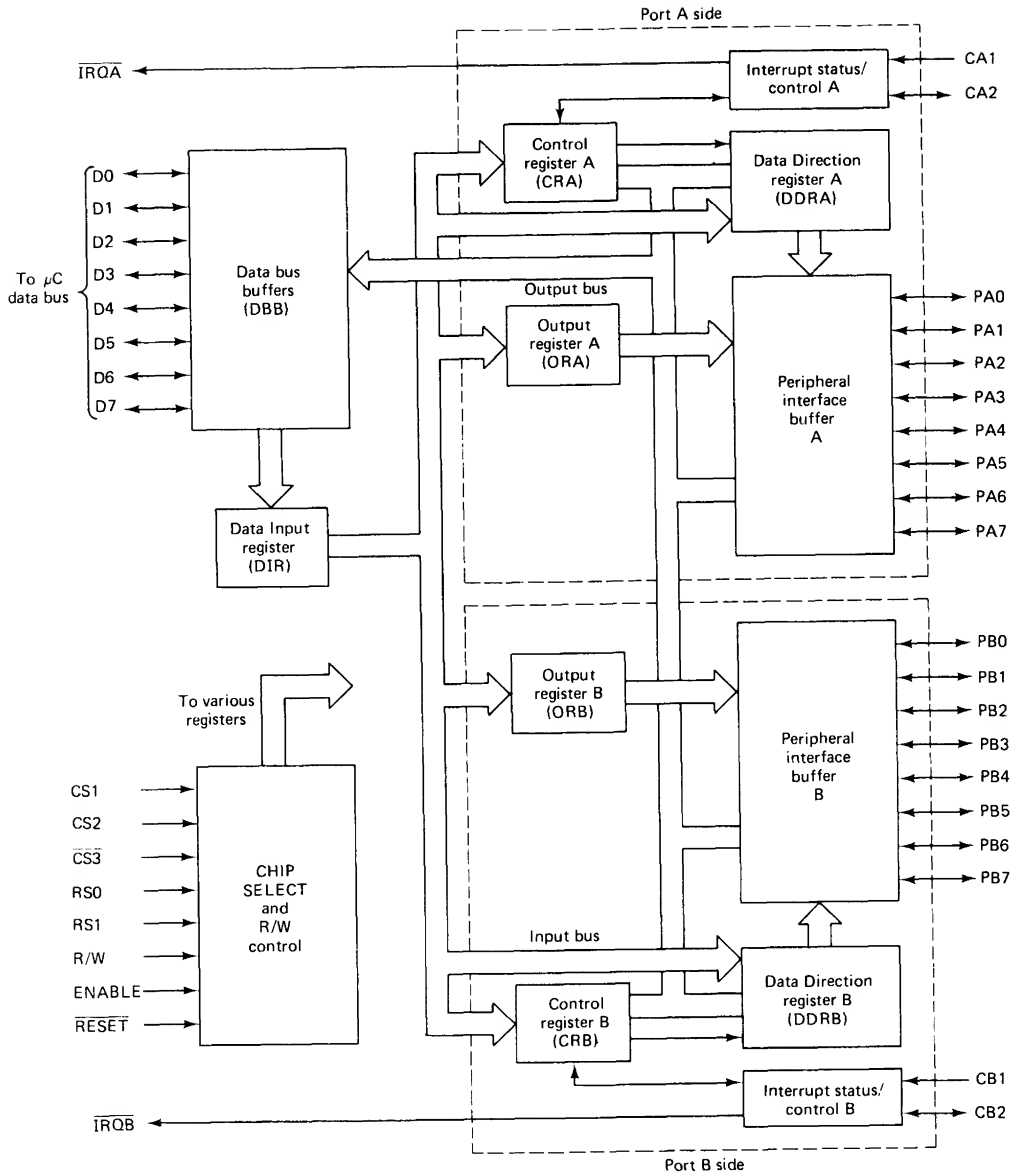 Port A side
IRQA
Interrupt status/
control A
CA1
CA2
Control
register A
(CRA)
Data Direction
register A
(DDRA)
To μC
data bus
D0
D1
D2
D3
D4
D5
D6
D7
Data bus
buffers
(DBB)
Output bus
Output
register A
(ORA)
Peripheral
interface
buffer
A
PA0
PA1
PA2
PA3
PA4
PA5
PA6
PA7
Data Input
register
(DIR)
To various
registers
Output
register B
(ORB)
Peripheral
interface
buffer
B
PB0
PB1
PB2
PB3
PB4
PB5
PB6
PB7
CS1
CS2
CS3
RS0
RS1
R/W
ENABLE
RESET
CHIP
SELECT
and
R/W
control
Input bus
Control
register B
(CRB)
Data Direction
register B
(DDRB)
Interrupt status/
control B
CB1
CB2
IRQB
Port B side